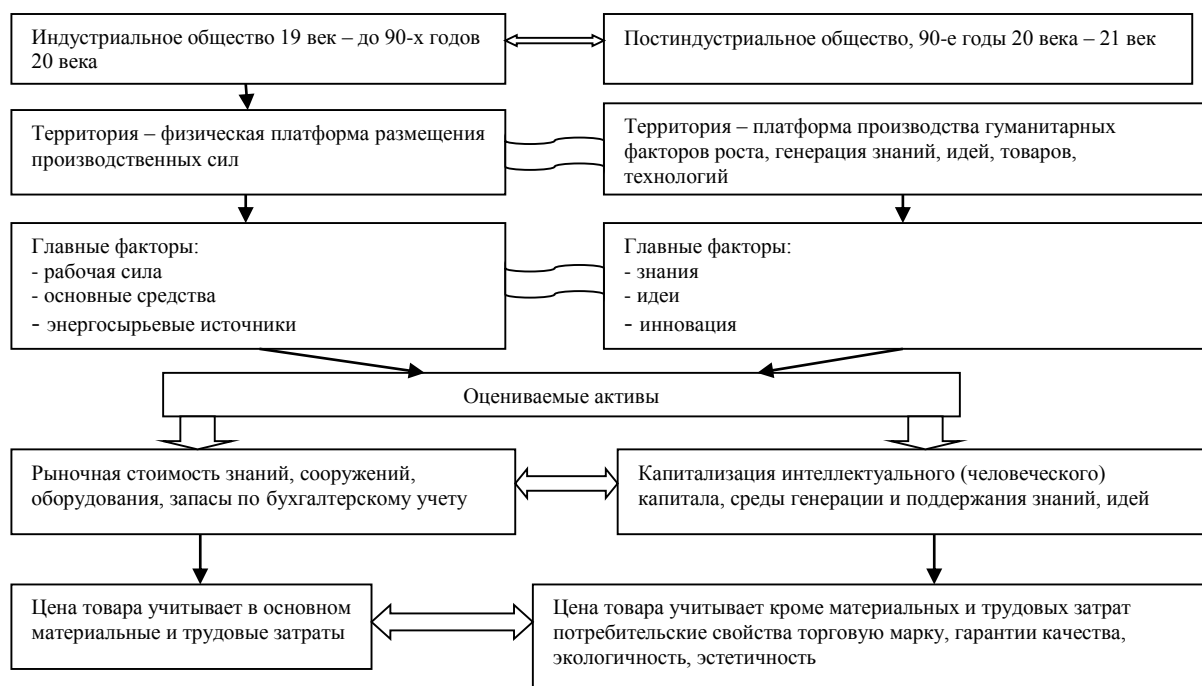 Индустриальное общество 19 век – до 90-х годов
20 века
Постиндустриальное общество, 90-е годы 20 века – 21 век
Территория – физическая платформа размещения
производственных сил
Территория – платформа производства гуманитарных
факторов роста, генерация знаний, идей, товаров,
технологий
Главные факторы:
- рабочая сила
- основные средства
- энергосырьевые источники
Главные факторы:
- знания
- идеи
- инновация
Оцениваемые активы
Рыночная стоимость знаний, сооружений,
оборудования, запасы по бухгалтерскому учету
Капитализация интеллектуального (человеческого)
капитала, среды генерации и поддержания знаний, идей
Цена товара учитывает в основном
материальные и трудовые затраты
Цена товара учитывает кроме материальных и трудовых затрат
потребительские свойства торговую марку, гарантии качества,
экологичность, эстетичность